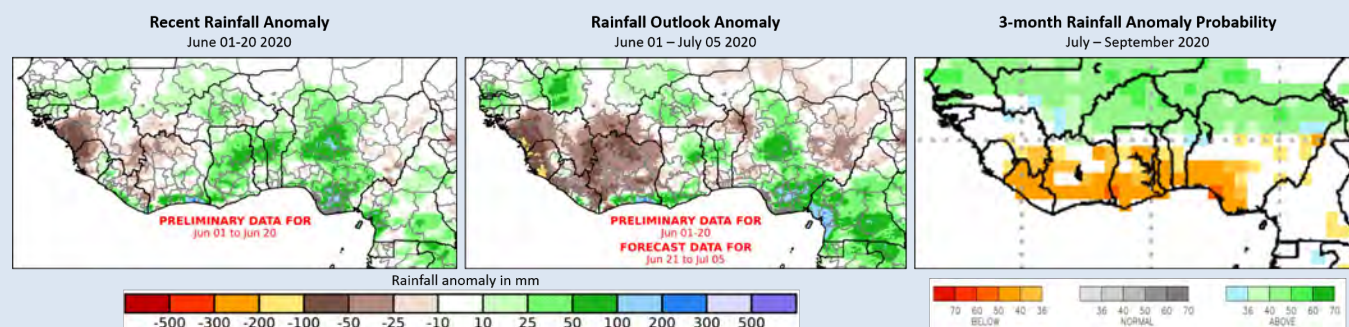 Recent Rainfall Anomaly
June 01-20 2020
PRELIMINARY DATA FOR
Jun 01 to Jun 20
Rainfall Outlook Anomaly
June 01 – July 05 2020
PRELIMINARY DATA FOR
Jun 01-20
FORECAST DATA FOR
Jun 21 to Jul 05
3-month Rainfall Anomaly Probability
July – September 2020
Rainfall anomaly in mm
-500 -300 -200 -100 -50 -25 -10 10 25 50 100 200 300 500
70 60 50 40 36
BELOW
36 40 50 60 70
NORMAL
36 40 50 60 70
ABOVE